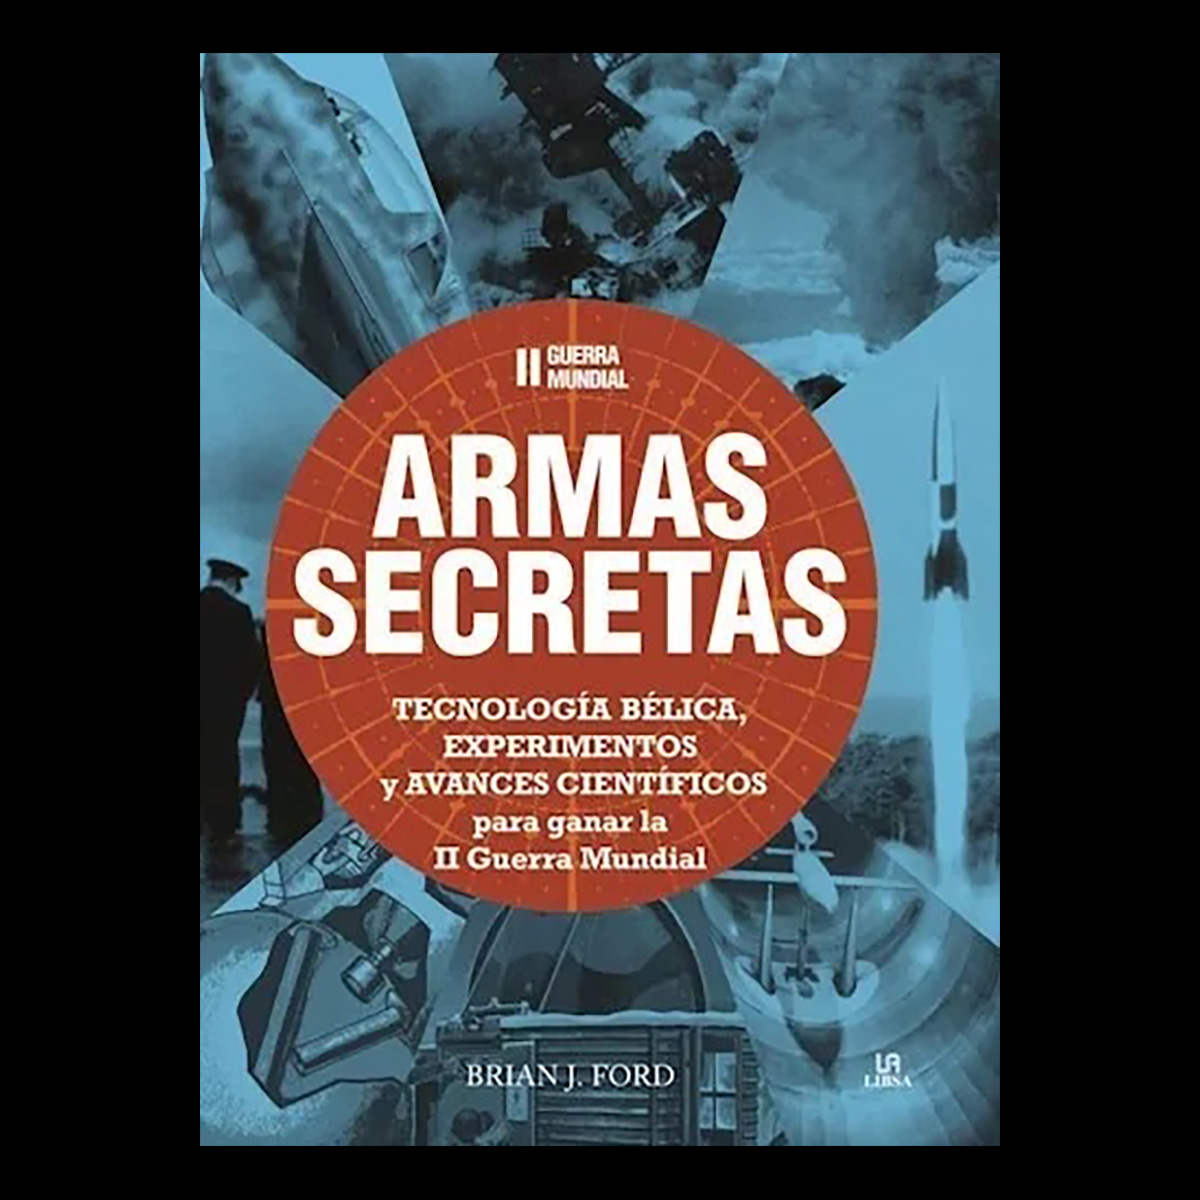 II GUERRA
MUNDIAL
ARMAS
SECRETAS
TECNOLOGÍA BÉLICA,
EXPERIMENTOS
y AVANCES CIENTÍFICOS
para ganar la
II Guerra Mundial
BRIAN J. FORD
LIBSA